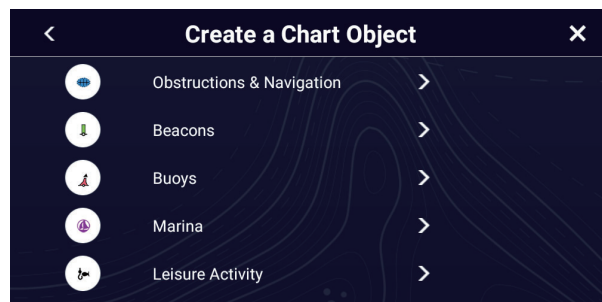 Create a Chart Object
Obstructions & Navigation
Beacons
Buoys
Marina
Leisure Activity